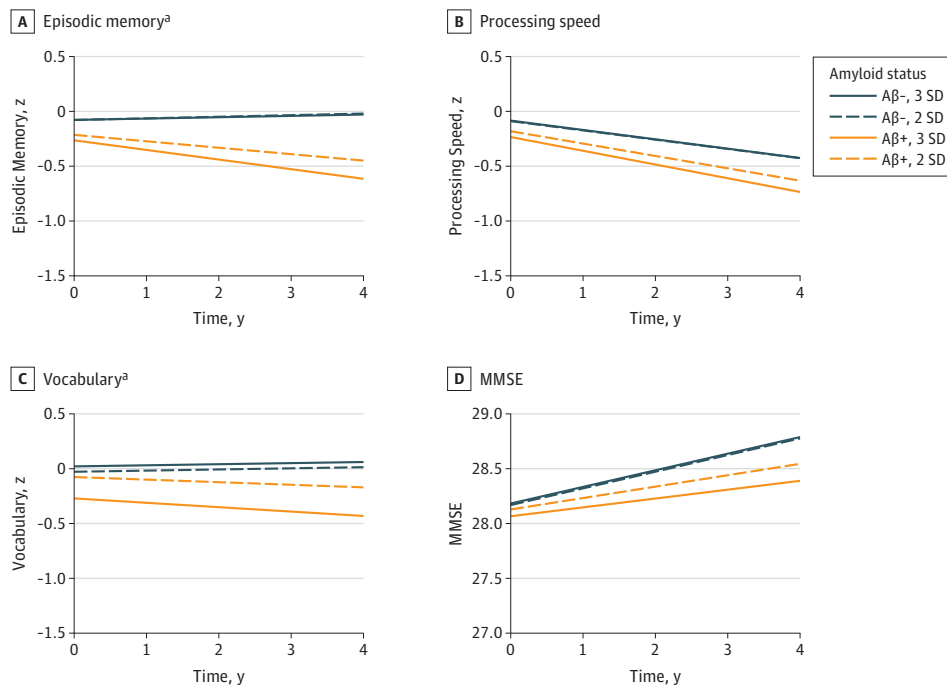 A Episodic memoryᵃ
0.5
0
-0.5
-1.0
-1.5
Episodic Memory, z
0 1 2 3 4
Time, y
B Processing speed
0.5
0
-0.5
-1.0
-1.5
Processing Speed, z
0 1 2 3 4
Time, y
Amyloid status
Aβ−, 3 SD
Aβ−, 2 SD
Aβ+, 3 SD
Aβ+, 2 SD
C Vocabularyᵃ
0.5
0
-0.5
-1.0
-1.5
Vocabulary, z
0 1 2 3 4
Time, y
D MMSE
29.0
28.5
28.0
27.5
27.0
MMSE
0 1 2 3 4
Time, y